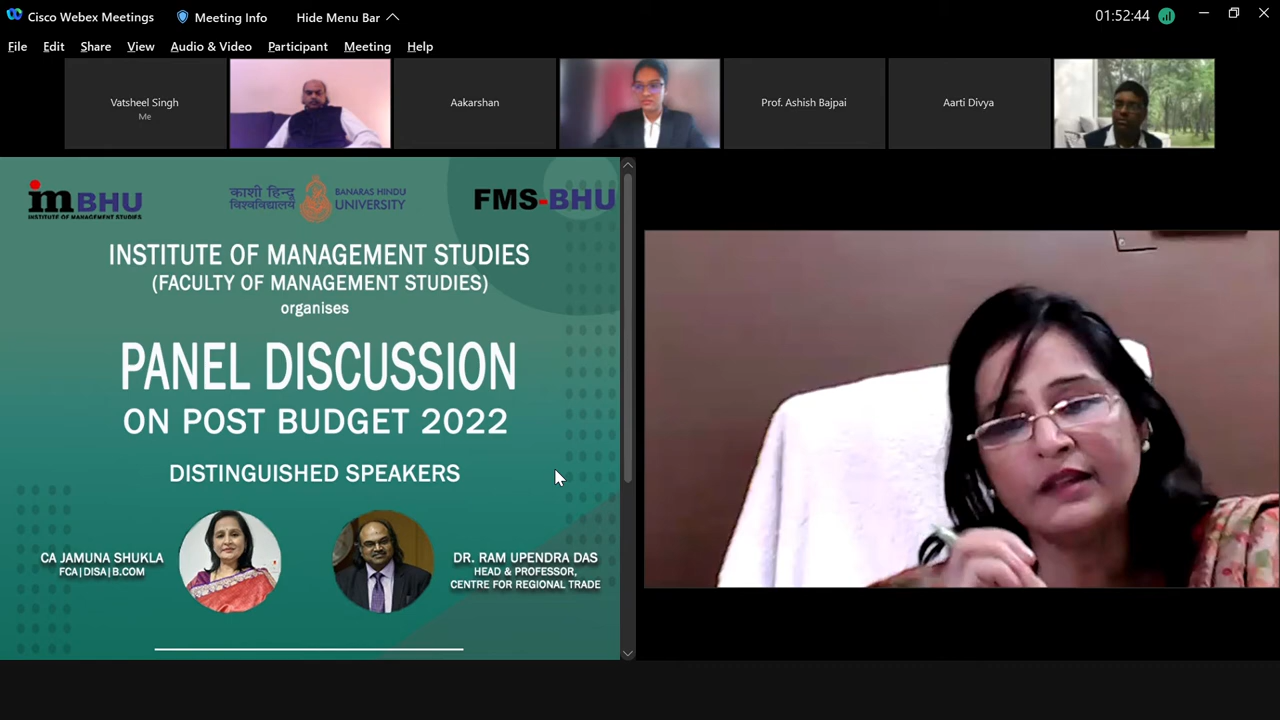 Cisco Webex Meetings
Meeting Info
Hide Menu Bar
01:52:44
File Edit Share View Audio & Video Participant Meeting Help
Vatsheel Singh
Me
Aakarshan
Prof. Ashish Bajpai
Aarti Divya
im BHU
INSTITUTE OF MANAGEMENT STUDIES
काशी हिन्दू
विश्वविद्यालय
BANARAS HINDU
UNIVERSITY
FMS-BHU
INSTITUTE OF MANAGEMENT STUDIES
(FACULTY OF MANAGEMENT STUDIES)
organises
PANEL DISCUSSION
ON POST BUDGET 2022
DISTINGUISHED SPEAKERS
CA JAMUNA SHUKLA
FCA|DISA|B.COM
DR. RAM UPENDRA DAS
HEAD & PROFESSOR,
CENTRE FOR REGIONAL TRADE